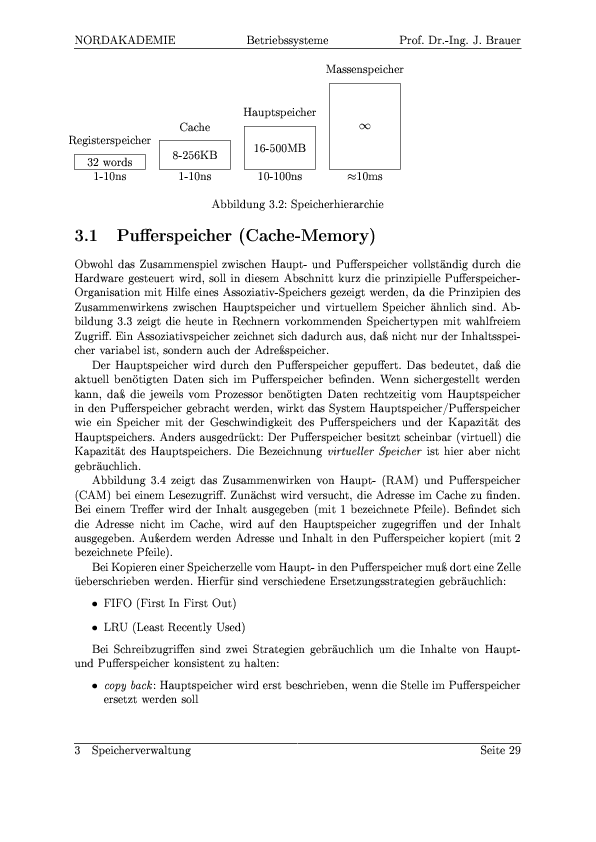 NORDAKADEMIE Betriebssysteme Prof. Dr.-Ing. J. Brauer
Massenspeicher
Hauptspeicher
Cache
Registerspeicher
32 words 8-256KB 16-500MB ∞
1-10ns 1-10ns 10-100ns ≈10ms
Abbildung 3.2: Speicherhierarchie
3.1 Pufferspeicher (Cache-Memory)
Obwohl das Zusammenspiel zwischen Haupt- und Pufferspeicher vollständig durch die
Hardware gesteuert wird, soll in diesem Abschnitt kurz die prinzipielle Pufferspeicher-
Organisation mit Hilfe eines Assoziativ-Speichers gezeigt werden, da die Prinzipien des
Zusammenwirkens zwischen Hauptspeicher und virtuellem Speicher ähnlich sind. Ab-
bildung 3.3 zeigt die heute in Rechnern vorkommenden Speichertypen mit wahlfreiem
Zugriff. Ein Assoziativspeicher zeichnet sich dadurch aus, daß nicht nur der Inhaltsspei-
cher variabel ist, sondern auch der Adreßspeicher.
Der Hauptspeicher wird durch den Pufferspeicher gepuffert. Das bedeutet, daß die
aktuell benötigten Daten sich im Pufferspeicher befinden. Wenn sichergestellt werden
kann, daß die jeweils vom Prozessor benötigten Daten rechtzeitig vom Hauptspeicher
in den Pufferspeicher gebracht werden, wirkt das System Hauptspeicher/Pufferspeicher
wie ein Speicher mit der Geschwindigkeit des Pufferspeichers und der Kapazität des
Hauptspeichers. Anders ausgedrückt: Der Pufferspeicher besitzt scheinbar (virtuell) die
Kapazität des Hauptspeichers. Die Bezeichnung virtueller Speicher ist hier aber nicht
gebräuchlich.
Abbildung 3.4 zeigt das Zusammenwirken von Haupt- (RAM) und Pufferspeicher
(CAM) bei einem Lesezugriff. Zunächst wird versucht, die Adresse im Cache zu finden.
Bei einem Treffer wird der Inhalt ausgegeben (mit 1 bezeichnete Pfeile). Befindet sich
die Adresse nicht im Cache, wird auf den Hauptspeicher zugegriffen und der Inhalt
ausgegeben. Außerdem werden Adresse und Inhalt in den Pufferspeicher kopiert (mit 2
bezeichnete Pfeile).
Bei Kopieren einer Speicherzelle vom Haupt- in den Pufferspeicher muß dort eine Zelle
üeberschrieben werden. Hierfür sind verschiedene Ersetzungsstrategien gebräuchlich:
• FIFO (First In First Out)
• LRU (Least Recently Used)
Bei Schreibzugriffen sind zwei Strategien gebräuchlich um die Inhalte von Haupt-
und Pufferspeicher konsistent zu halten:
• copy back: Hauptspeicher wird erst beschrieben, wenn die Stelle im Pufferspeicher
ersetzt werden soll
3 Speicherverwaltung Seite 29